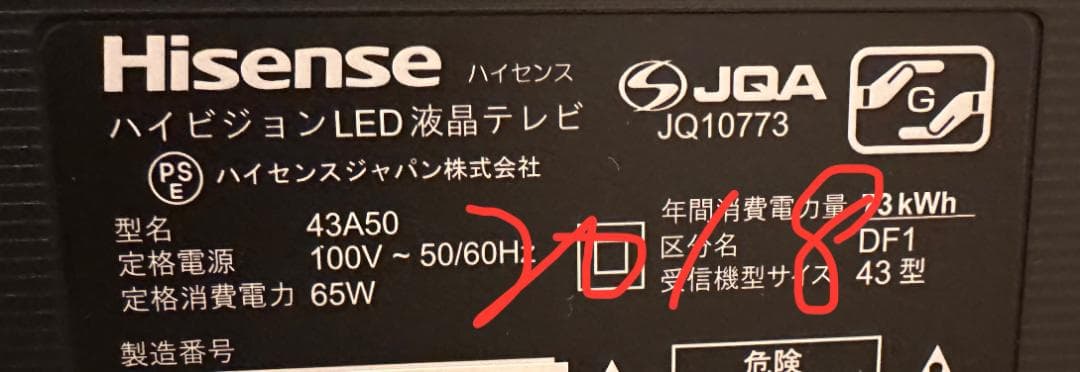 Hisense ハイセンス
ハイビジョンLED 液晶テレビ
PS E ハイセンスジャパン株式会社
型名 43A50
定格電源 100V ~ 50/60Hz
定格消費電力 65W
製造番号
JQA
JQ10773
G
年間消費電力量 3 kWh
区分名 DF1
受信機型サイズ 43 型
危険
2018